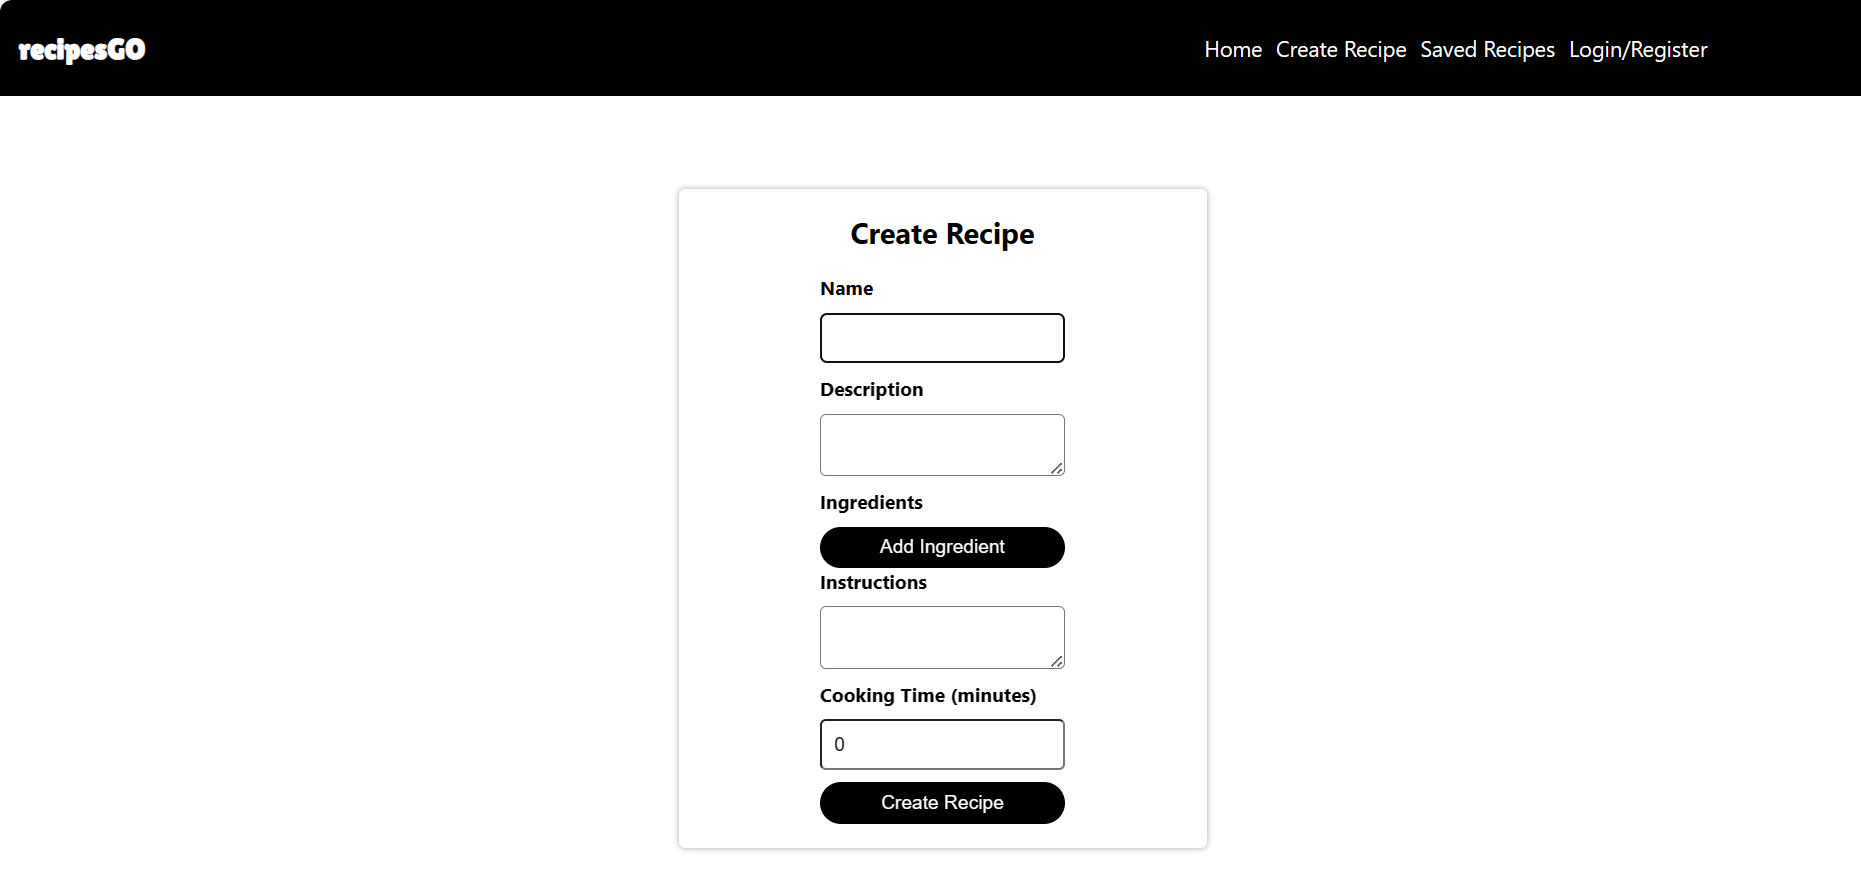 recipesGO
Home Create Recipe Saved Recipes Login/Register
Create Recipe
Name
Description
Ingredients
Add Ingredient
Instructions
Cooking Time (minutes)
0
Create Recipe